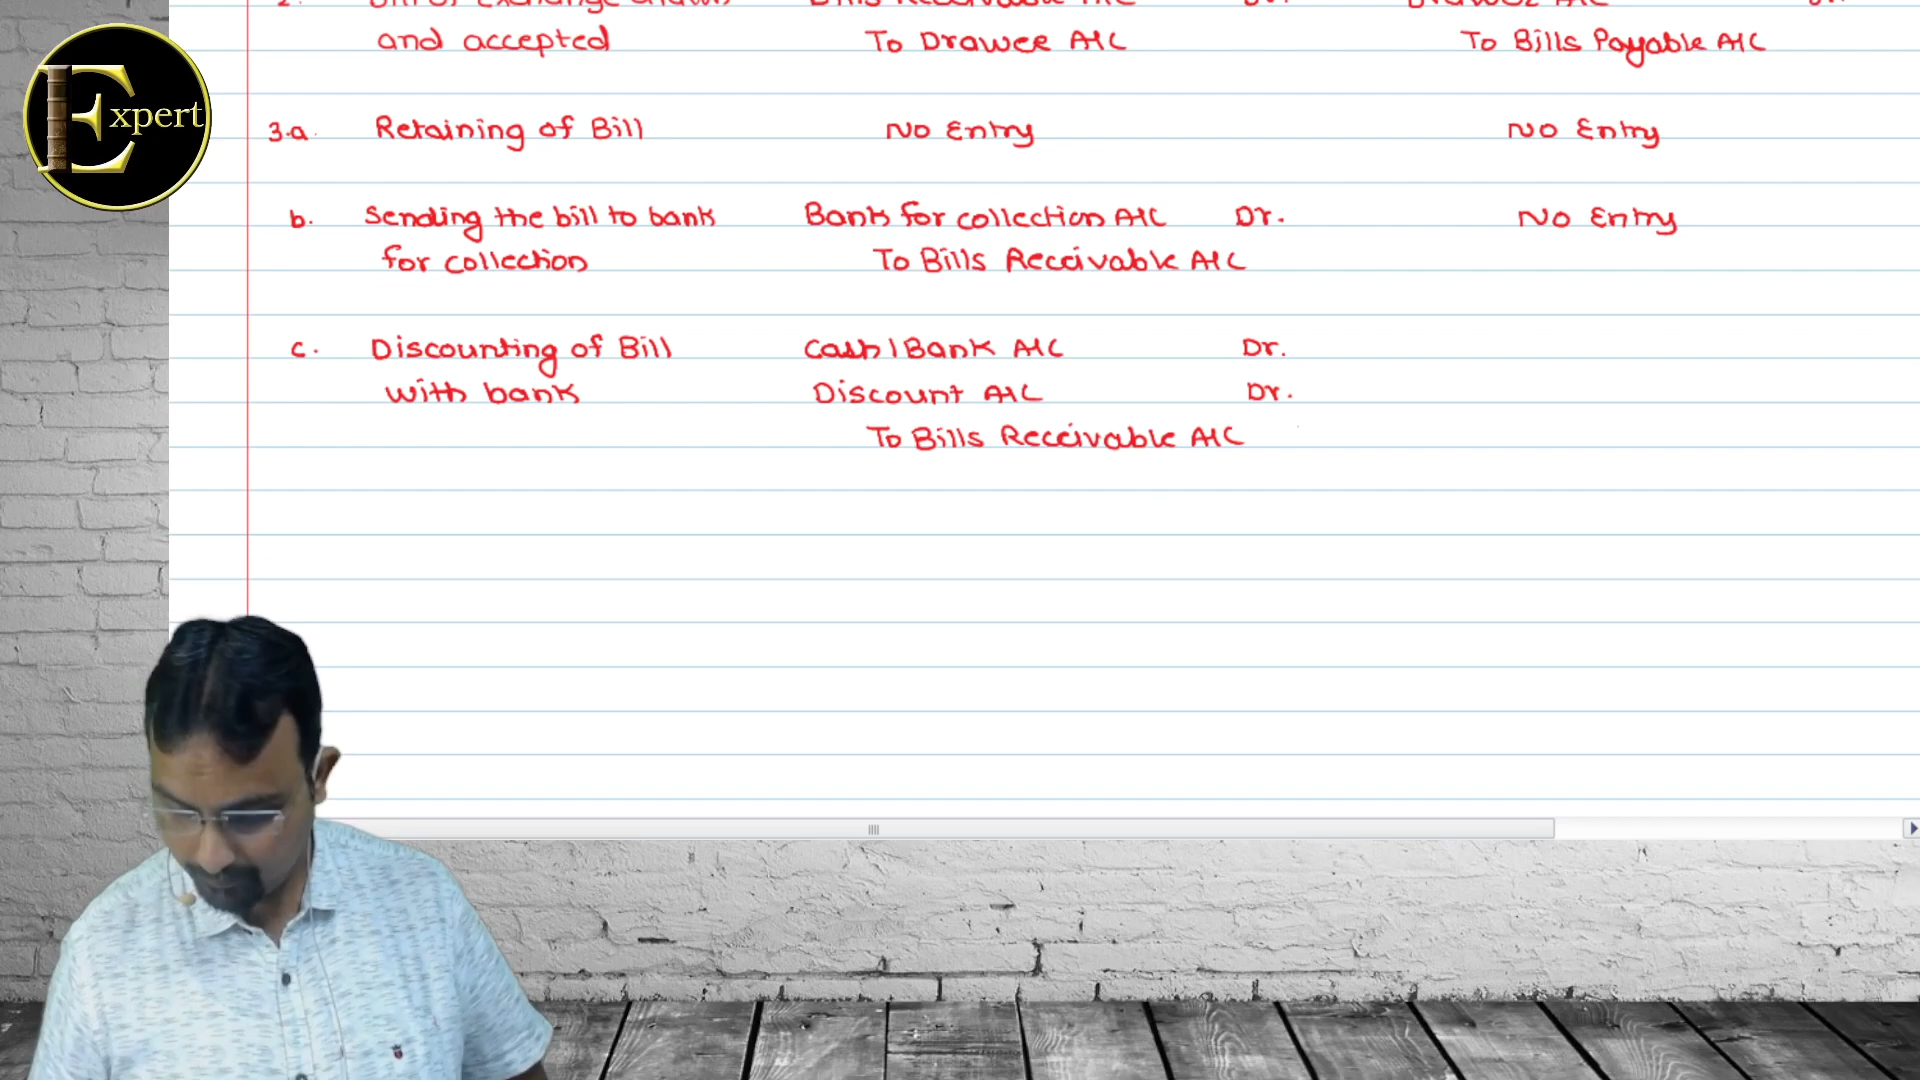 Expert
and accepted To Drawee A/C To Bills Payable A/C
3.a. Retaining of Bill No Entry No Entry
b. Sending the bill to bank Bank for collection A/C Dr. No Entry
for collection To Bills Receivable A/C
c. Discounting of Bill Cash/Bank A/C Dr.
with bank Discount A/C Dr.
To Bills Receivable A/C